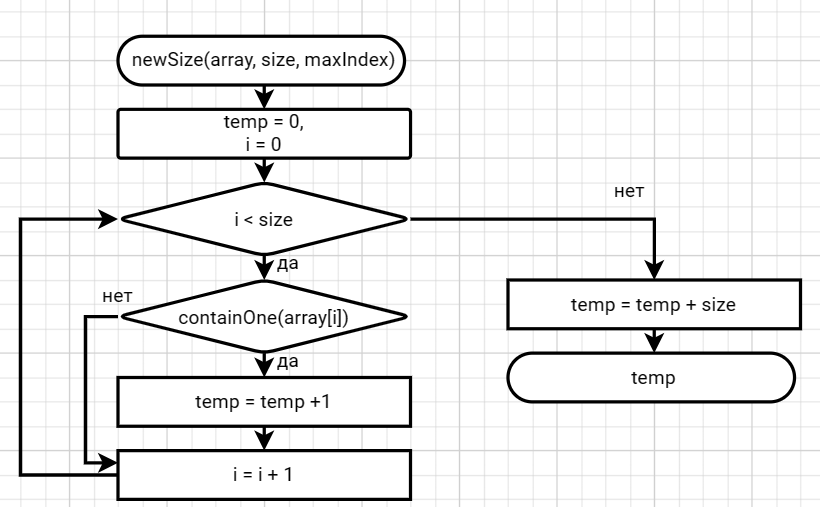 newSize(array, size, maxIndex)
temp = 0,
i = 0
нет
i < size
да
нет
containOne(array[i])
temp = temp + size
да
temp
temp = temp +1
i = i + 1